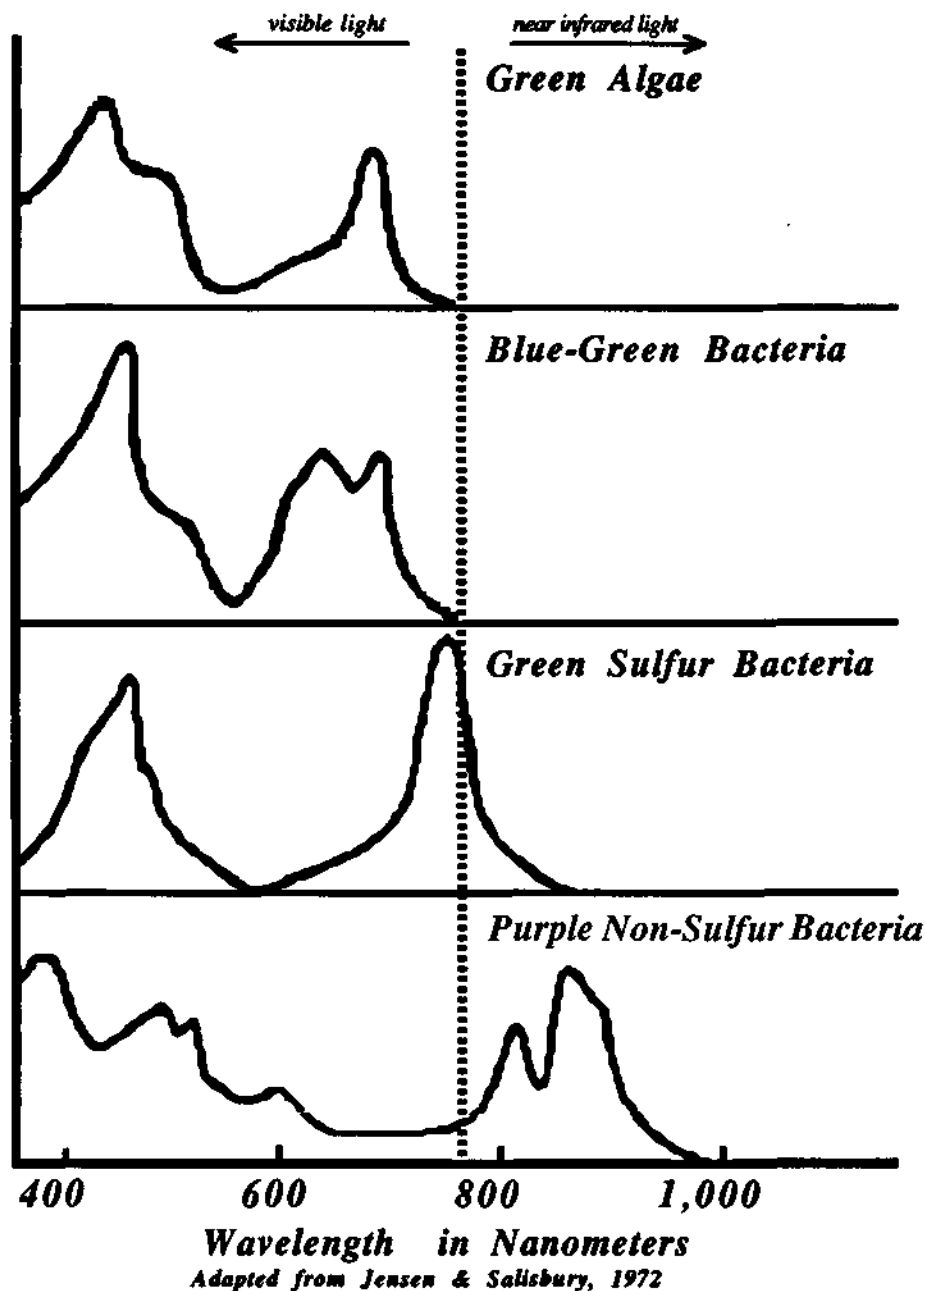 visible light
near infrared light
Green Algae
Blue-Green Bacteria
Green Sulfur Bacteria
Purple Non-Sulfur Bacteria
400 600 800 1,000
Wavelength in Nanometers
Adapted from Jensen & Salisbury, 1972